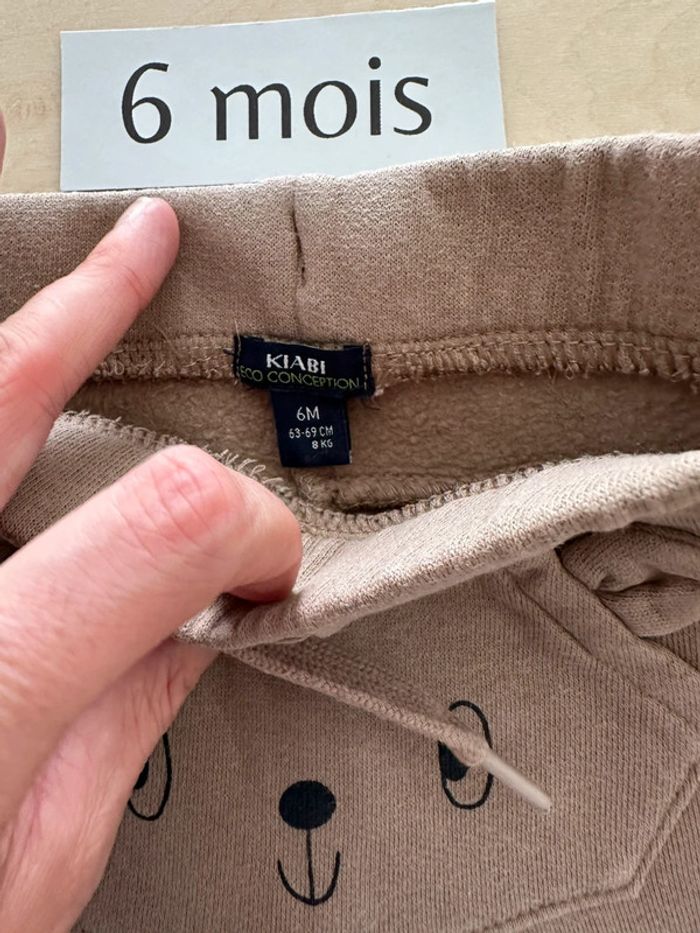 6 mois
KIABI
ECO CONCEPTION
6M
63-69 CM
8 KG